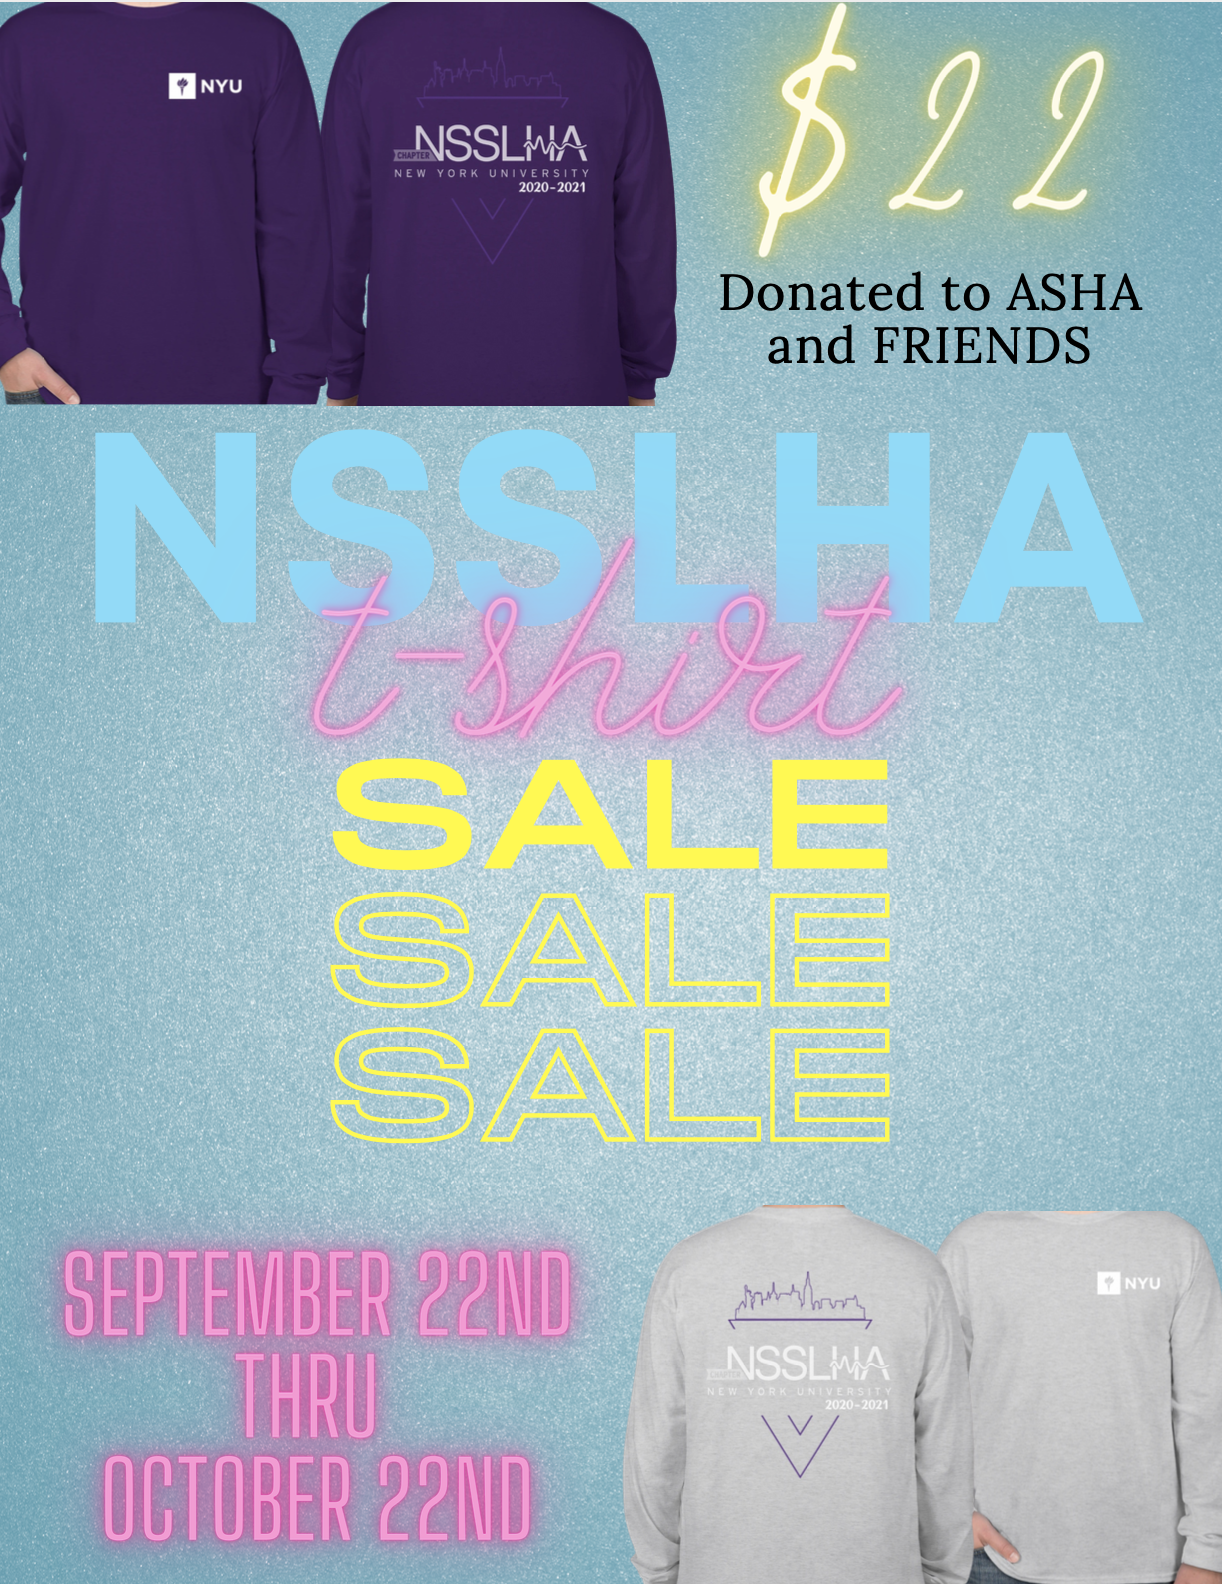 NYU
CHAPTER NSSLHA
NEW YORK UNIVERSITY
2020-2021
$22
Donated to ASHA
and FRIENDS
NSSLHA
t-shirt
SALE
SALE
SALE
SEPTEMBER 22ND
THRU
OCTOBER 22ND
CHAPTER NSSLHA
NEW YORK UNIVERSITY
2020-2021
NYU